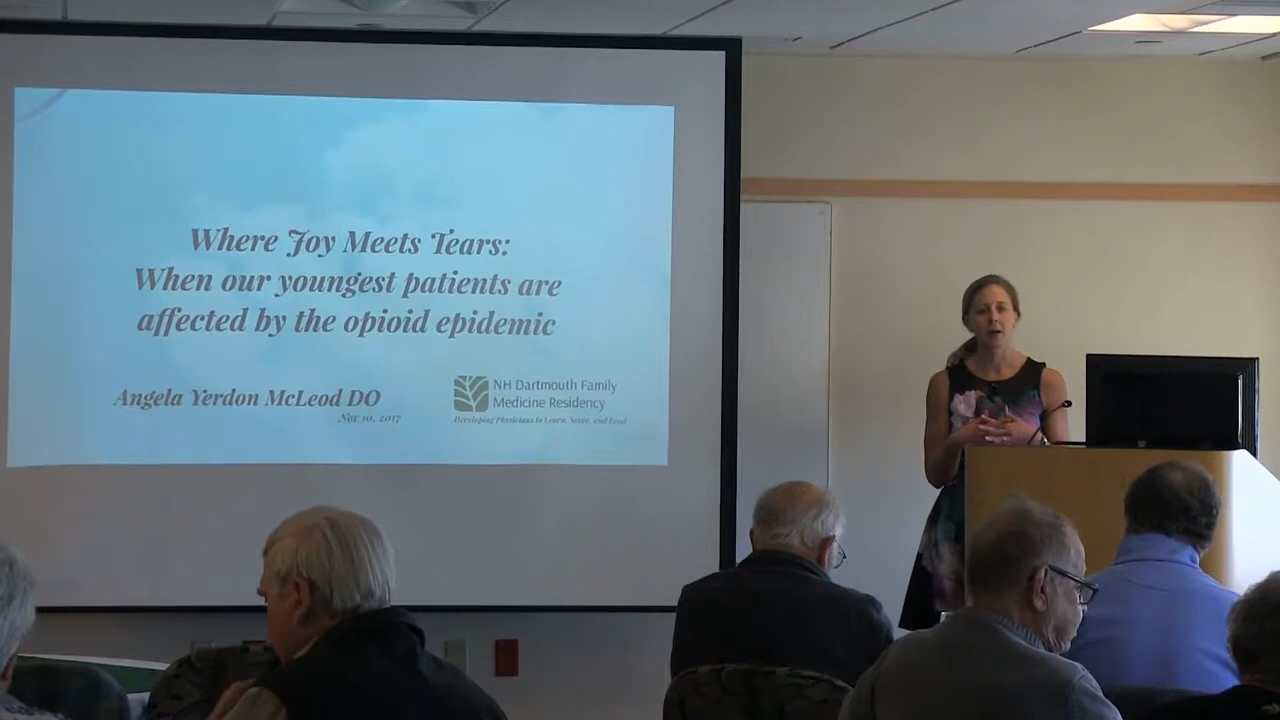 Where Joy Meets Tears:
When our youngest patients are
affected by the opioid epidemic
Angela Yerdon McLeod DO
Nov 10, 2017
NH Dartmouth Family
Medicine Residency
Developing Physicians to Learn, Serve, and Lead